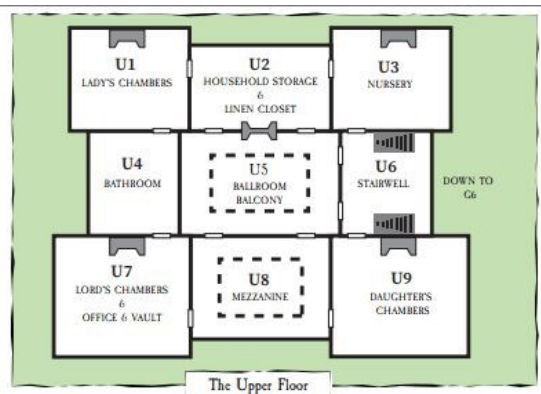 U1
LADY'S CHAMBERS
U2
HOUSEHOLD STORAGE
&
LINEN CLOSET
U3
NURSERY
U4
BATHROOM
U5
BALLROOM
BALCONY
U6
STAIRWELL
DOWN TO
G6
U7
LORD'S CHAMBERS
&
OFFICE & VAULT
U8
MEZZANINE
U9
DAUGHTER'S
CHAMBERS
The Upper Floor